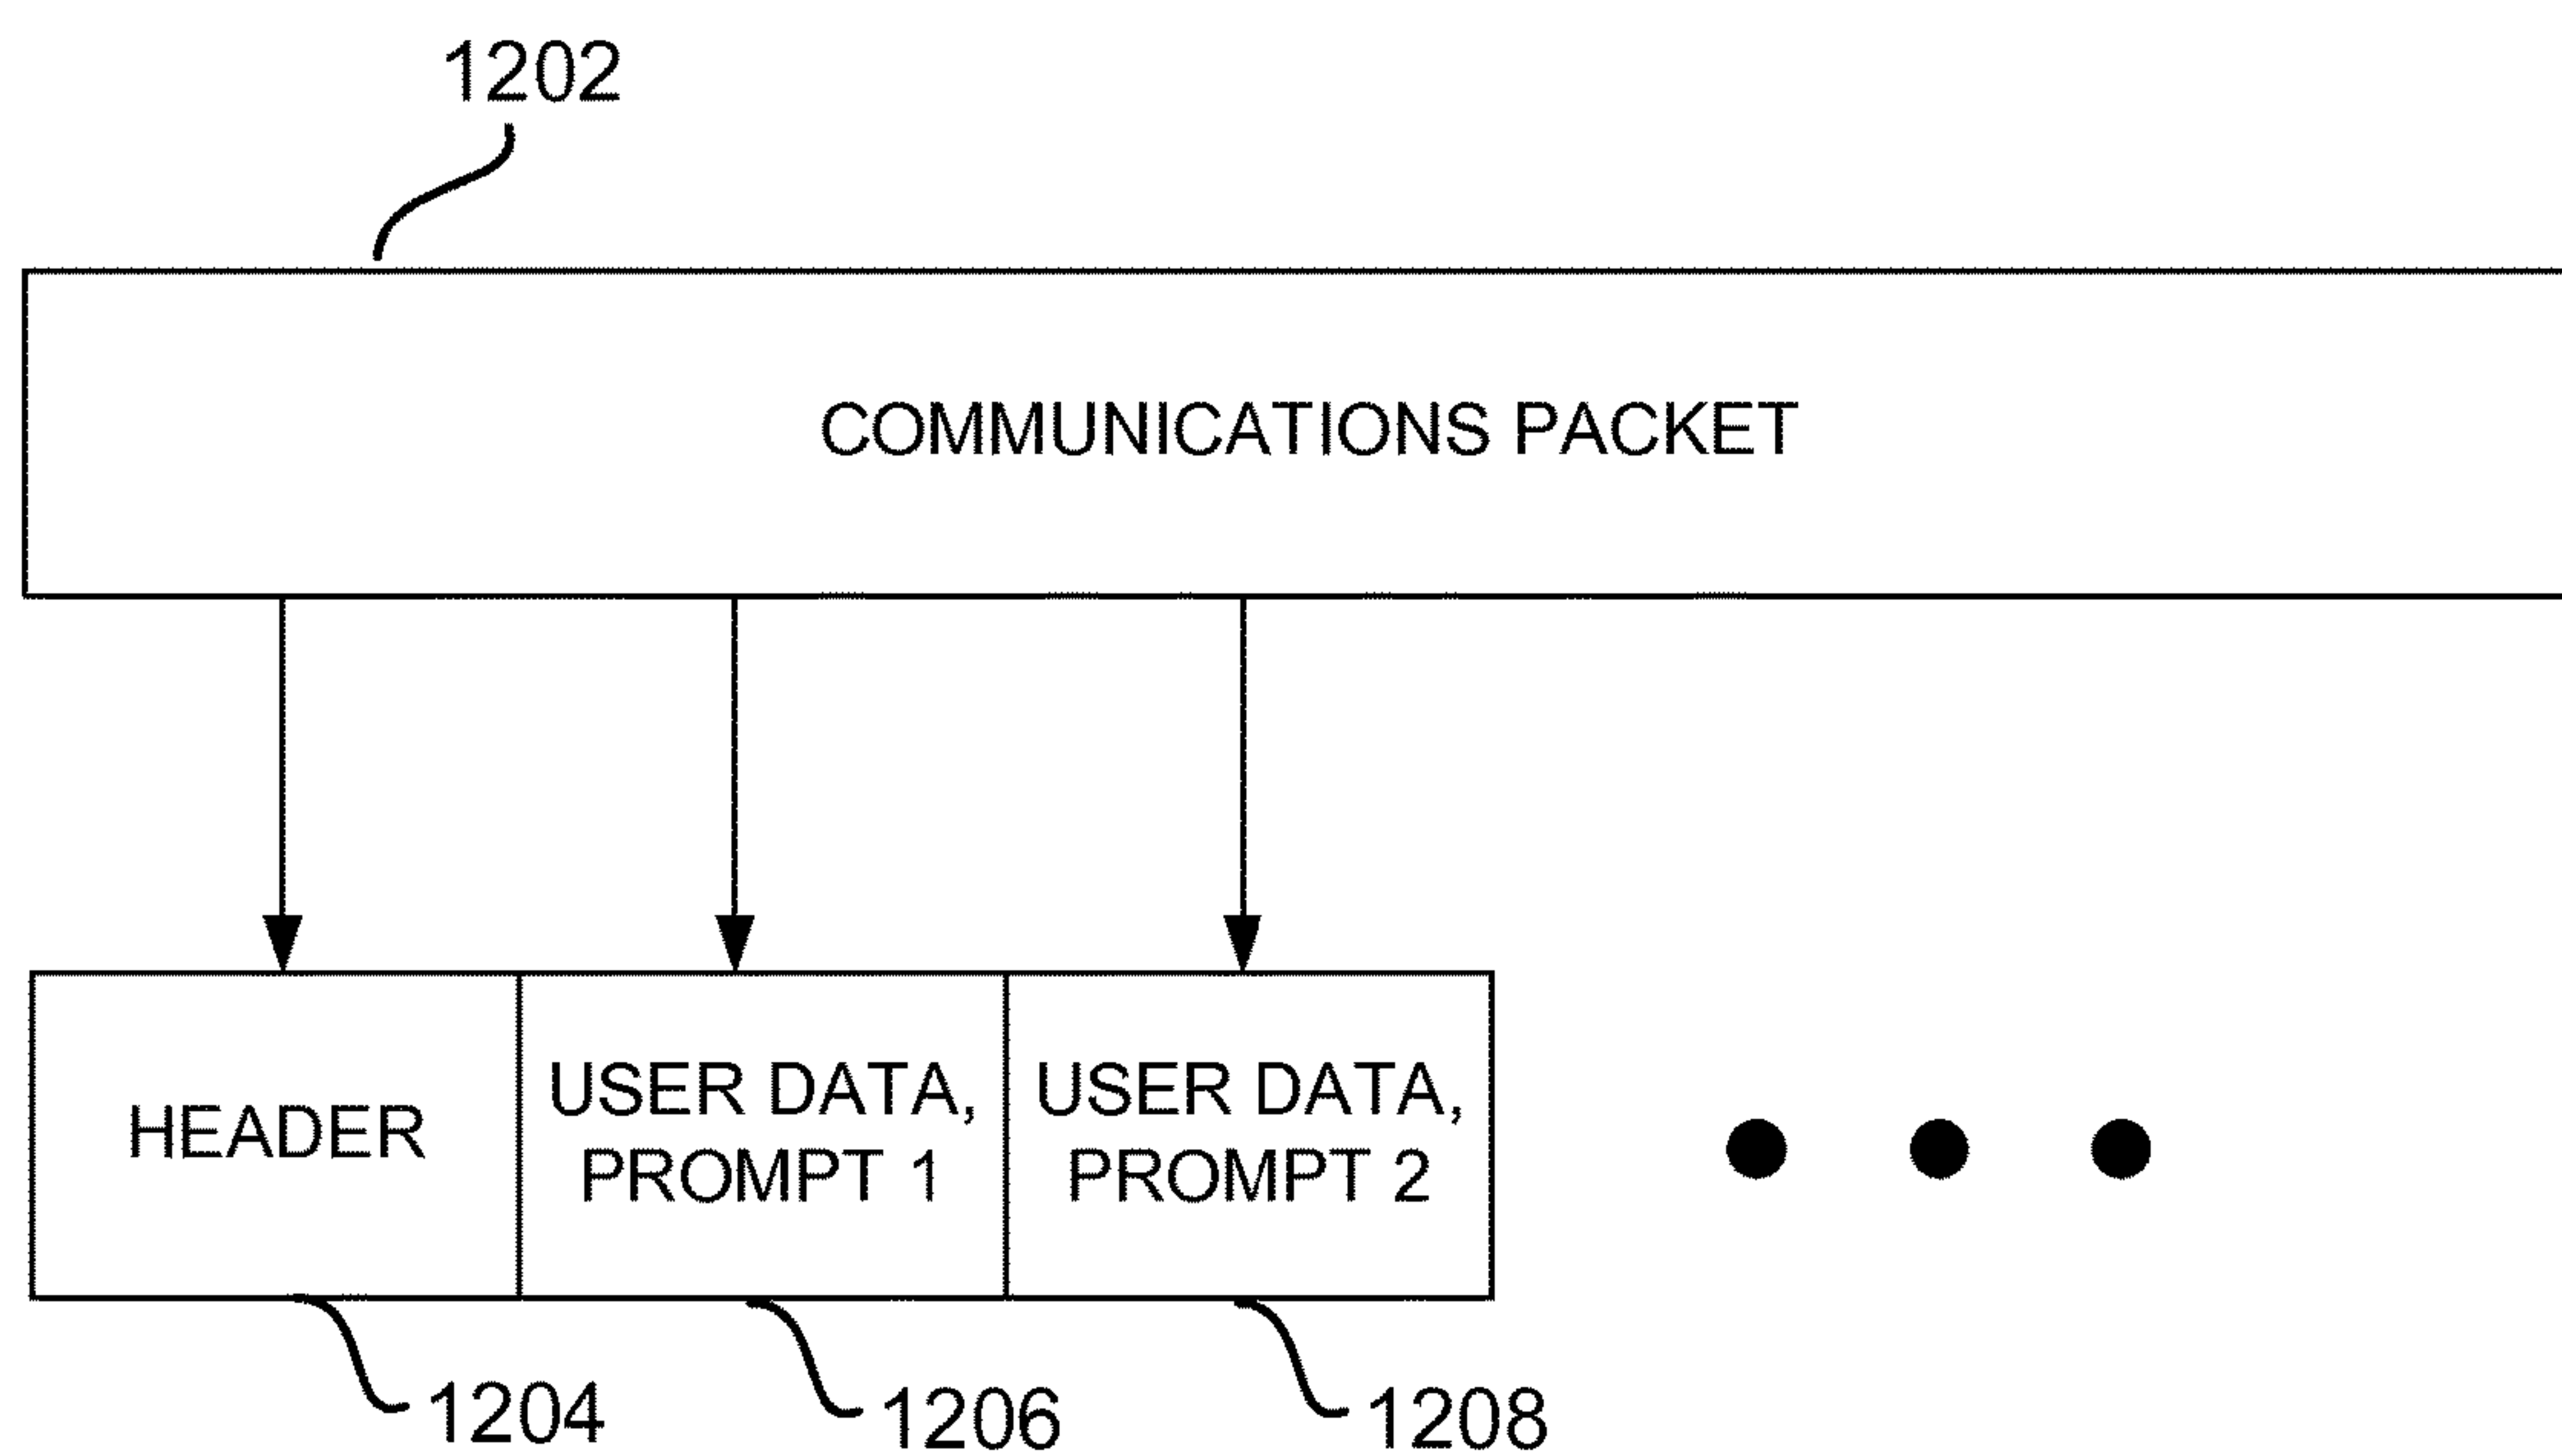 1202
COMMUNICATIONS PACKET
HEADER
USER DATA,
PROMPT 1
USER DATA,
PROMPT 2
1204
1206
1208